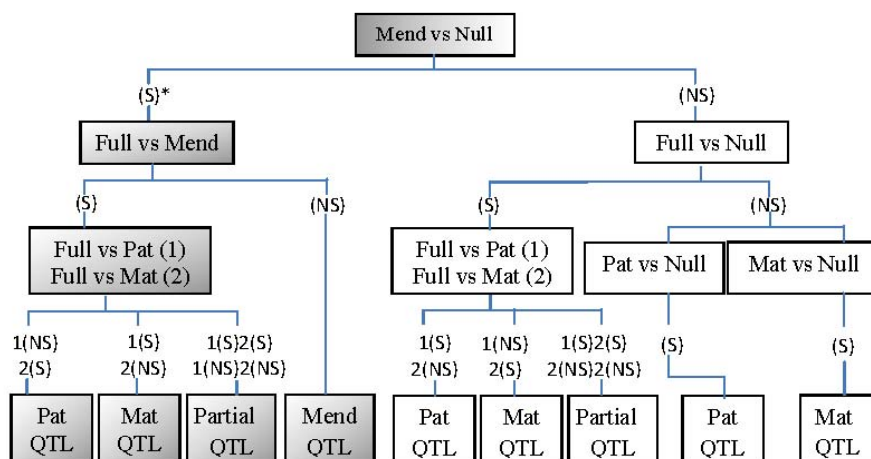 Mend vs Null
(S)* (NS)
Full vs Mend Full vs Null
(S) (NS) (S) (NS)
Full vs Pat (1)
Full vs Mat (2)
Full vs Pat (1)
Full vs Mat (2)
Pat vs Null Mat vs Null
1(NS) 1(S) 1(S)2(S) 1(S) 1(NS) 1(S)2(S) (S) (S)
2(S) 2(NS) 1(NS)2(NS) 2(NS) 2(S) 2(NS)2(NS)
Pat Mat Partial Mend Pat Mat Partial Pat Mat
QTL QTL QTL QTL QTL QTL QTL QTL QTL